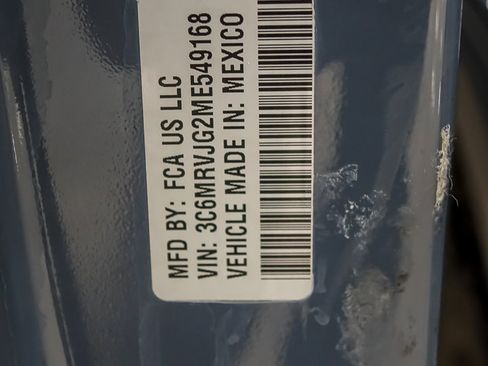 MFD BY: FCA US LLC
VIN: 3C6MRVJG2ME549168
VEHICLE MADE IN: MEXICO